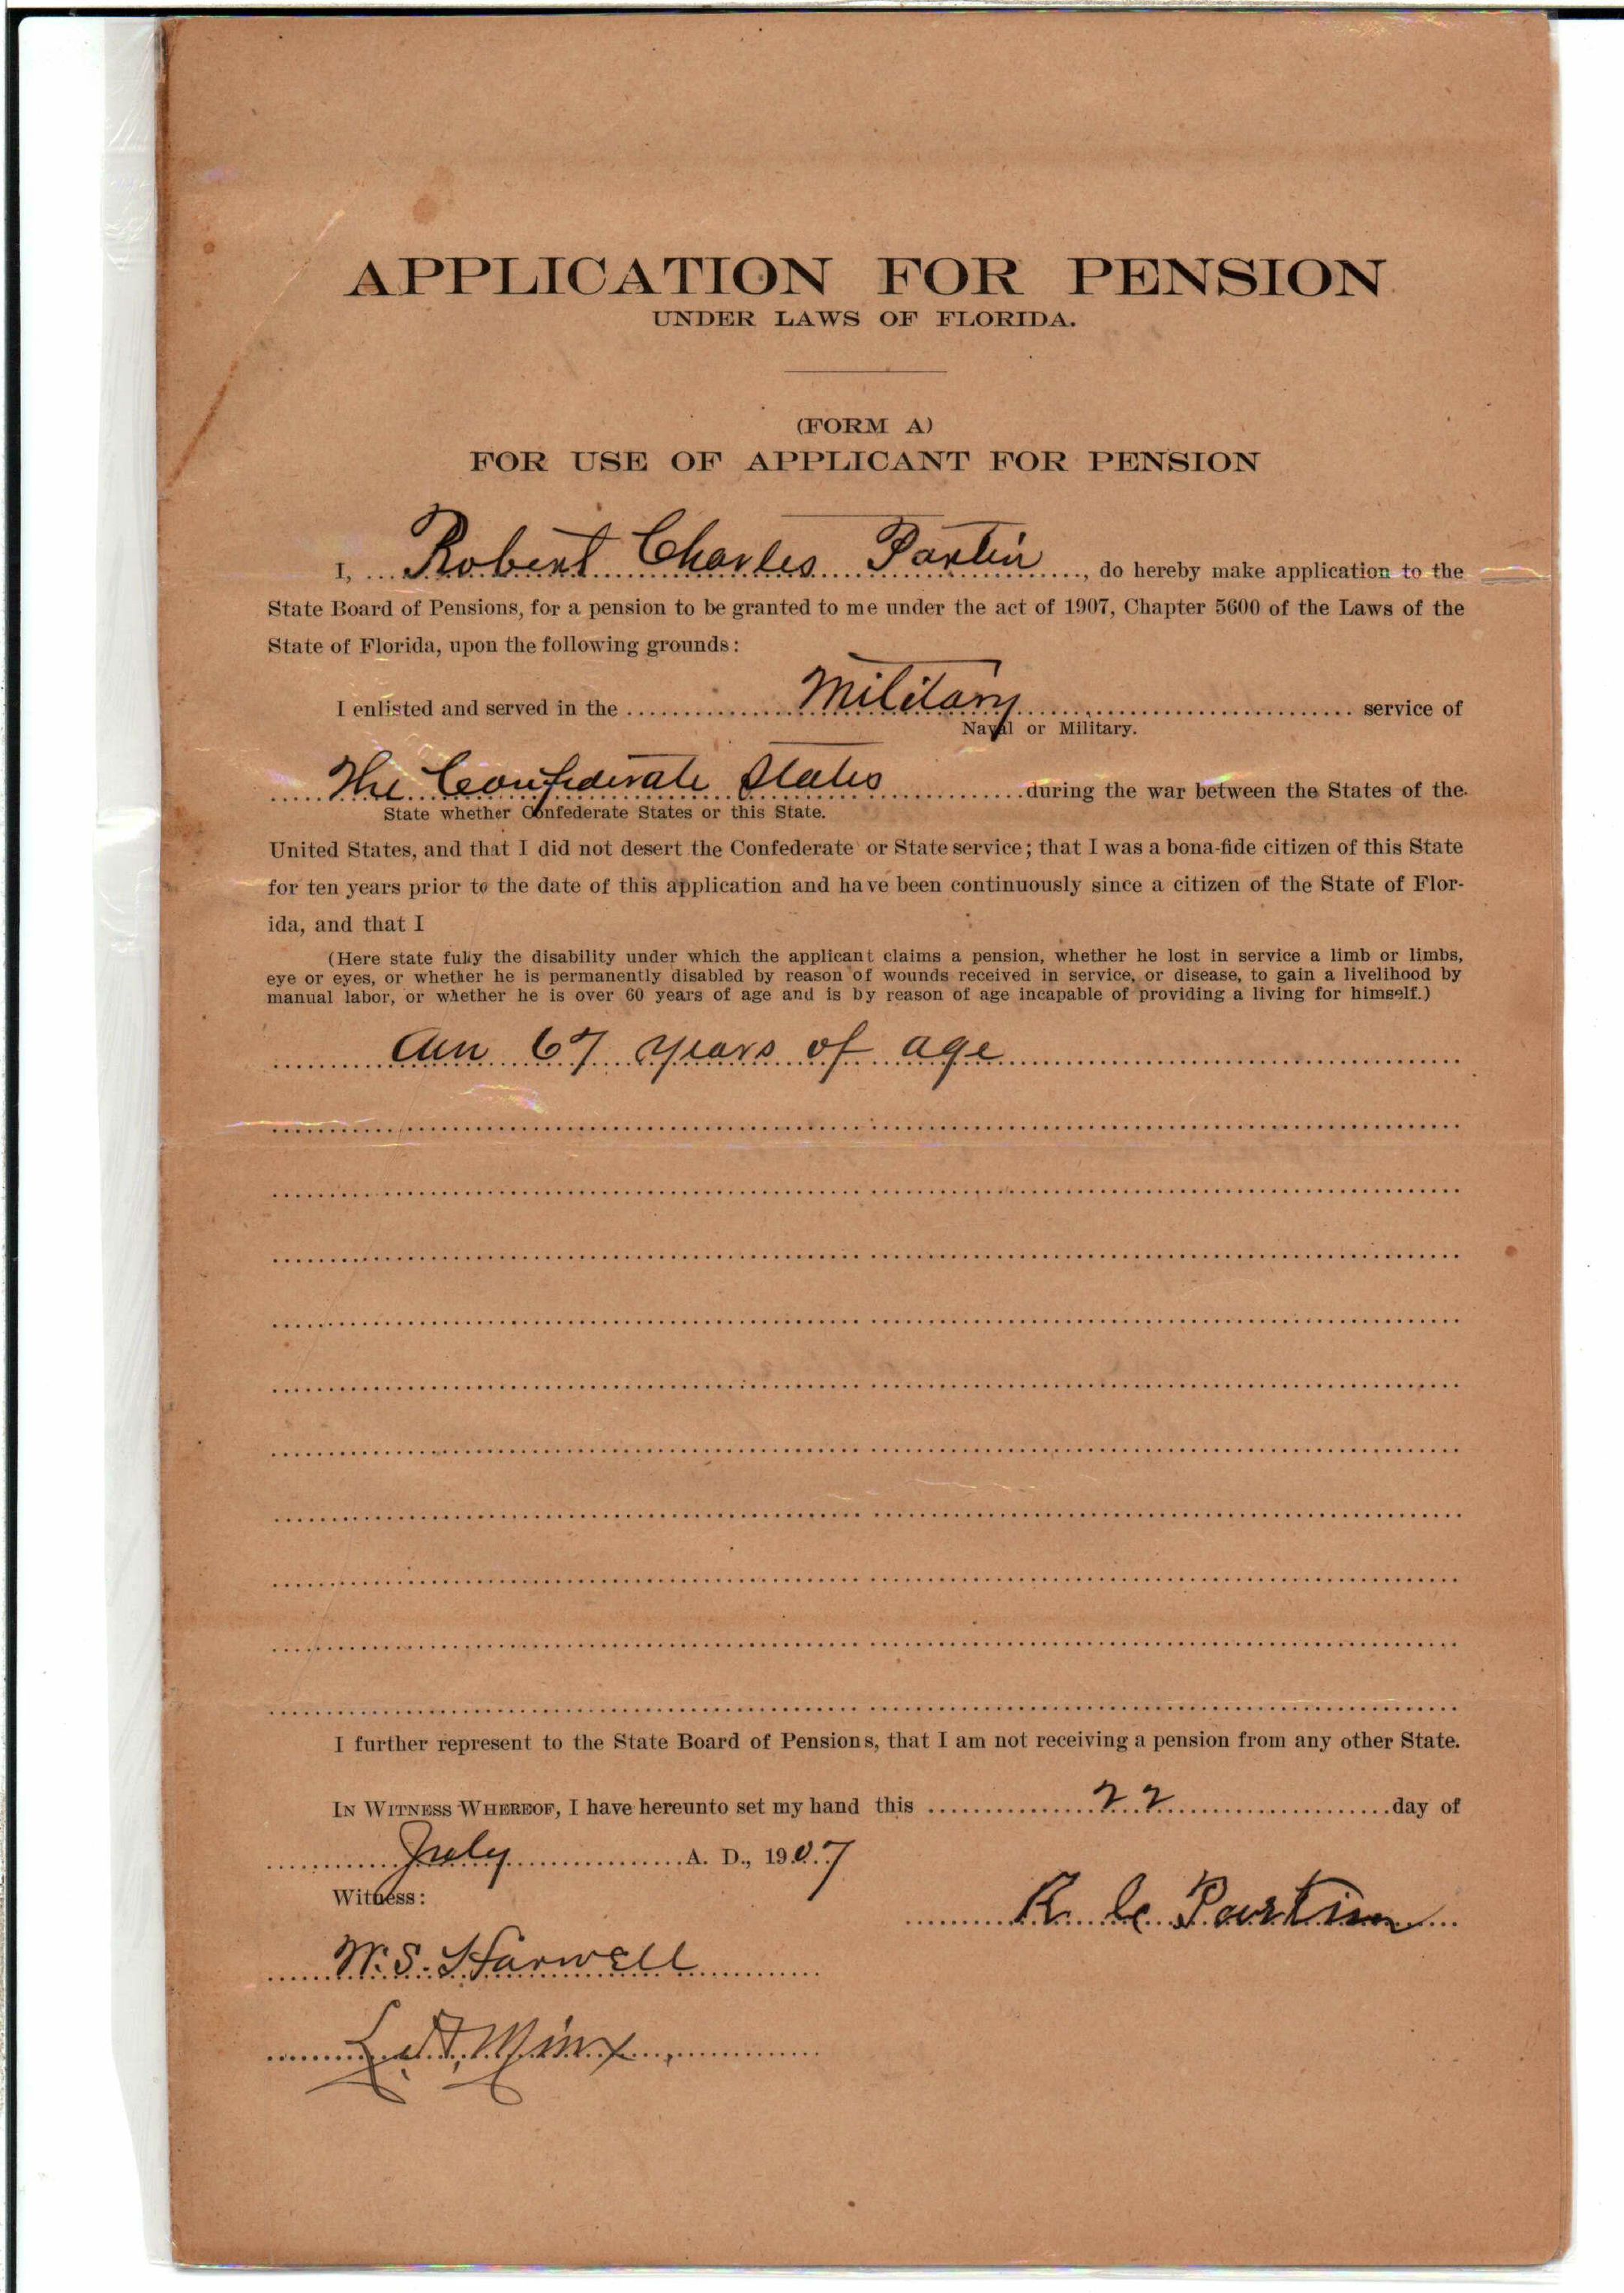 APPLICATION FOR PENSION
UNDER LAWS OF FLORIDA.
(FORM A)
FOR USE OF APPLICANT FOR PENSION
I, Robert Charles Partin, do hereby make application to the
State Board of Pensions, for a pension to be granted to me under the act of 1907, Chapter 5600 of the Laws of the
State of Florida, upon the following grounds:
I enlisted and served in the Military service of
Naval or Military.
The Confederate States during the war between the States of the
State whether Confederate States or this State.
United States, and that I did not desert the Confederate or State service; that I was a bona-fide citizen of this State
for ten years prior to the date of this application and have been continuously since a citizen of the State of Flor-
ida, and that I
(Here state fully the disability under which the applicant claims a pension, whether he lost in service a limb or limbs,
eye or eyes, or whether he is permanently disabled by reason of wounds received in service, or disease, to gain a livelihood by
manual labor, or whether he is over 60 years of age and is by reason of age incapable of providing a living for himself.)
Am 67 years of age
I further represent to the State Board of Pensions, that I am not receiving a pension from any other State.
IN WITNESS WHEREOF, I have hereunto set my hand this 22 day of
July A. D., 1907
Witness:
R. C. Partin
W. S. Harwell